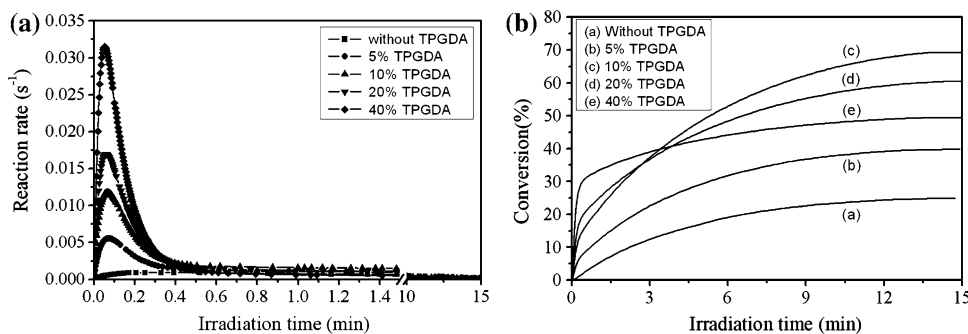 (a)
0.035
0.030
0.025
0.020
0.015
0.010
0.005
0.000
Reaction rate (s⁻¹)
without TPGDA
5% TPGDA
10% TPGDA
20% TPGDA
40% TPGDA
0.0 0.2 0.4 0.6 0.8 1.0 1.2 1.4 10 15
Irradiation time (min)
(b)
80
70
60
50
40
30
20
10
0
Conversion(%)
(a) Without TPGDA
(b) 5% TPGDA
(c) 10% TPGDA
(d) 20% TPGDA
(e) 40% TPGDA
(c)
(d)
(e)
(b)
(a)
0 3 6 9 12 15
Irradiation time (min)